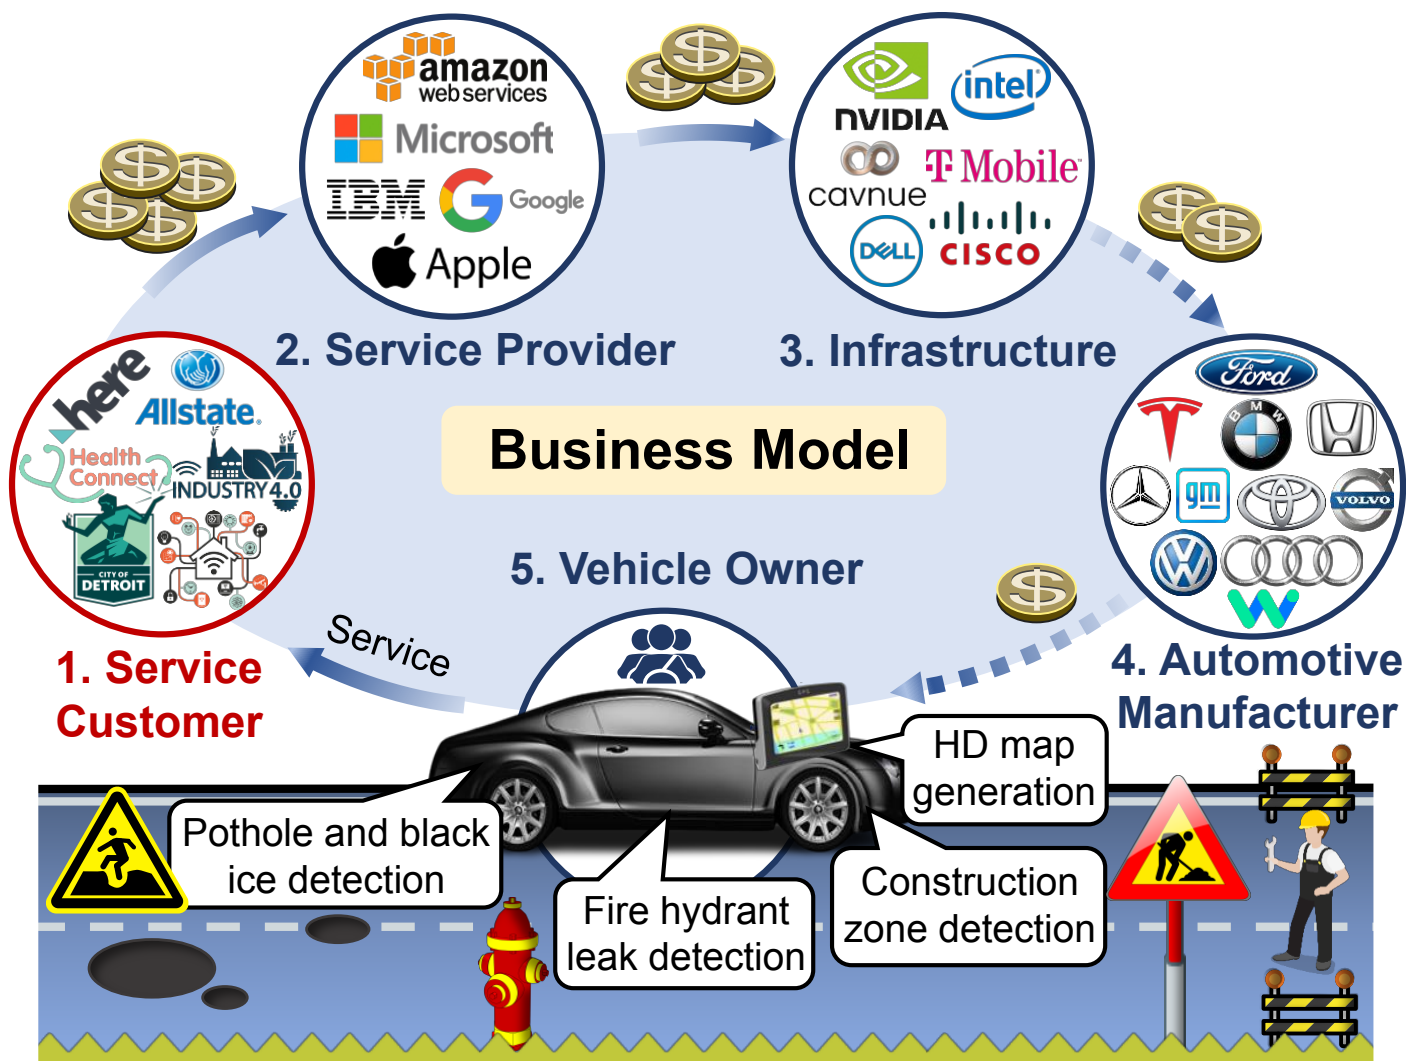 amazon
web services
Microsoft
IBM
Google
Apple
2. Service Provider
NVIDIA
intel
cavnue
T Mobile
DELL
CISCO
3. Infrastructure
here
Allstate
Health
Connect
INDUSTRY 4.0
CITY OF
DETROIT
1. Service
Customer
Business Model
Ford
BMW
gm
VOLVO
4. Automotive
Manufacturer
5. Vehicle Owner
Service
HD map
generation
Pothole and black
ice detection
Fire hydrant
leak detection
Construction
zone detection